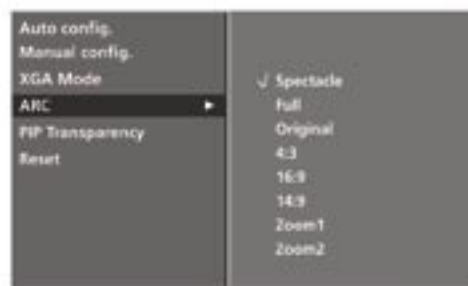 Auto config.
Manual config.
XGA Mode
ARC
PIP Transparency
Reset
√ Spectacle
Full
Original
4:3
16:9
14:9
Zoom1
Zoom2